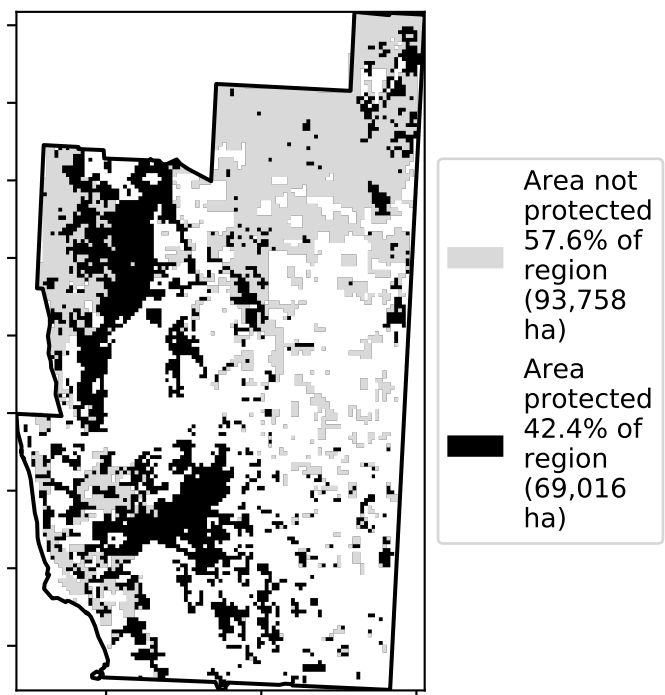 Area not
protected
57.6% of
region
(93,758
ha)
Area
protected
42.4% of
region
(69,016
ha)